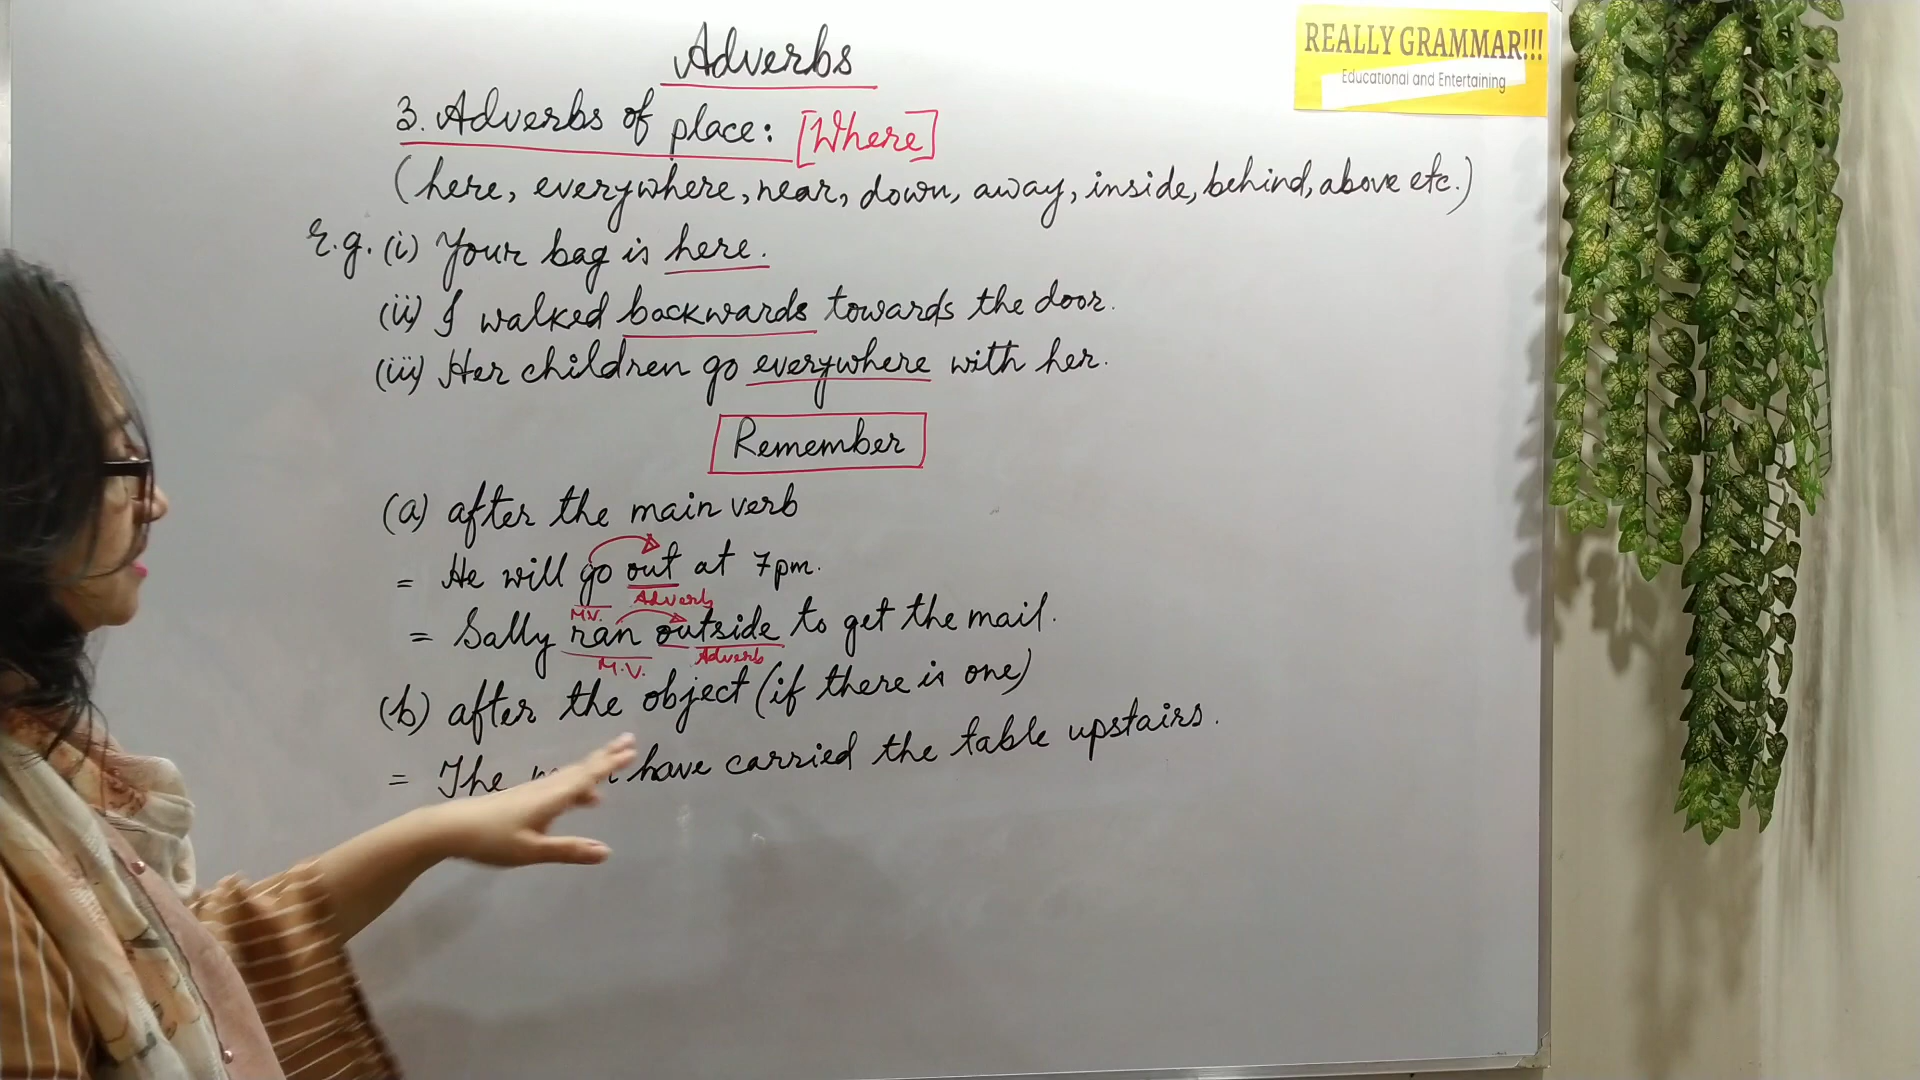 Adverbs
REALLY GRAMMAR!!!
Educational and Entertaining
3. Adverbs of place: [Where]
(here, everywhere, near, down, away, inside, behind, above etc.)
E.g. (i) Your bag is here.
(ii) I walked backwards towards the door.
(iii) Her children go everywhere with her.
Remember
(a) after the main verb
= He will go out at 7pm.
M.V. Adverb
= Sally ran outside to get the mail.
M.V. Adverb
(b) after the object (if there is one)
= The have carried the table upstairs.